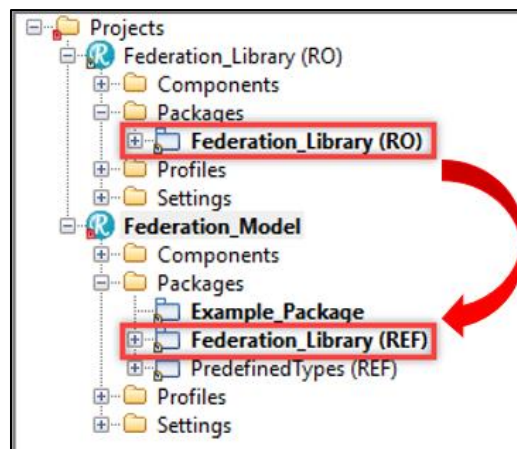 Projects
Federation_Library (RO)
Components
Packages
Federation_Library (RO)
Profiles
Settings
Federation_Model
Components
Packages
Example_Package
Federation_Library (REF)
PredefinedTypes (REF)
Profiles
Settings